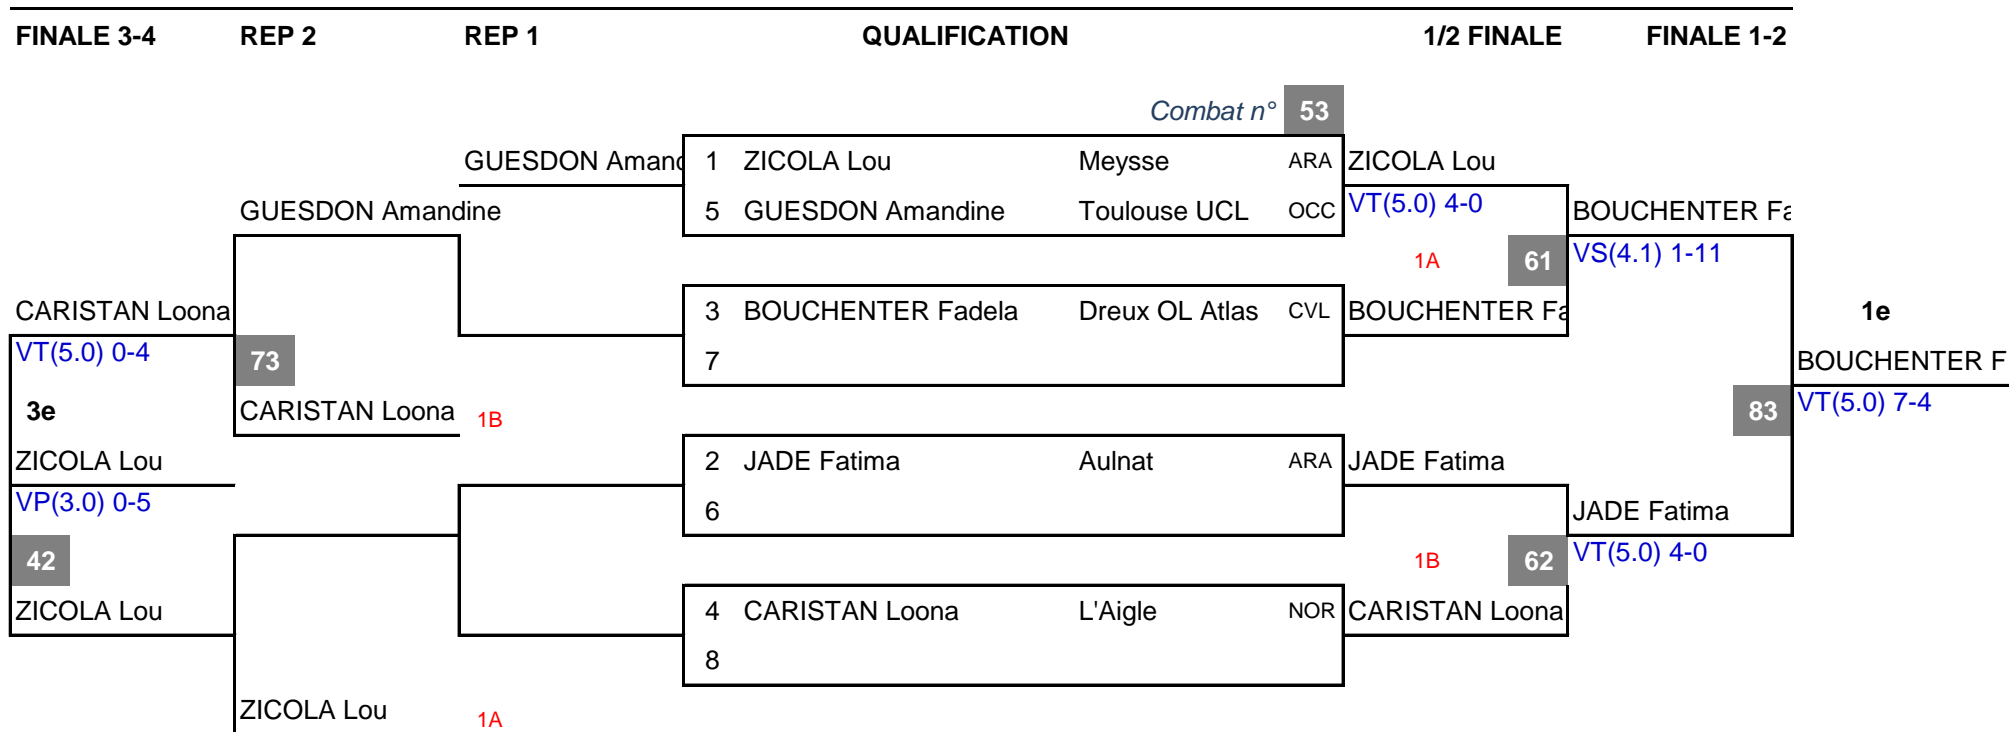 FINALE 3-4 REP 2 REP 1 QUALIFICATION 1/2 FINALE FINALE 1-2
Combat n° 53
GUESDON Amand 1 ZICOLA Lou Meysse ARA ZICOLA Lou
GUESDON Amandine 5 GUESDON Amandine Toulouse UCL OCC VT(5.0) 4-0 BOUCHENTER Fa
1A 61 VS(4.1) 1-11
CARISTAN Loona 3 BOUCHENTER Fadela Dreux OL Atlas CVL BOUCHENTER Fa 1e
VT(5.0) 0-4 73 7 BOUCHENTER F
3e CARISTAN Loona 1B 83 VT(5.0) 7-4
ZICOLA Lou 2 JADE Fatima Aulnat ARA JADE Fatima
VP(3.0) 0-5 6 JADE Fatima
42 1B 62 VT(5.0) 4-0
ZICOLA Lou 4 CARISTAN Loona L'Aigle NOR CARISTAN Loona
8
ZICOLA Lou 1A